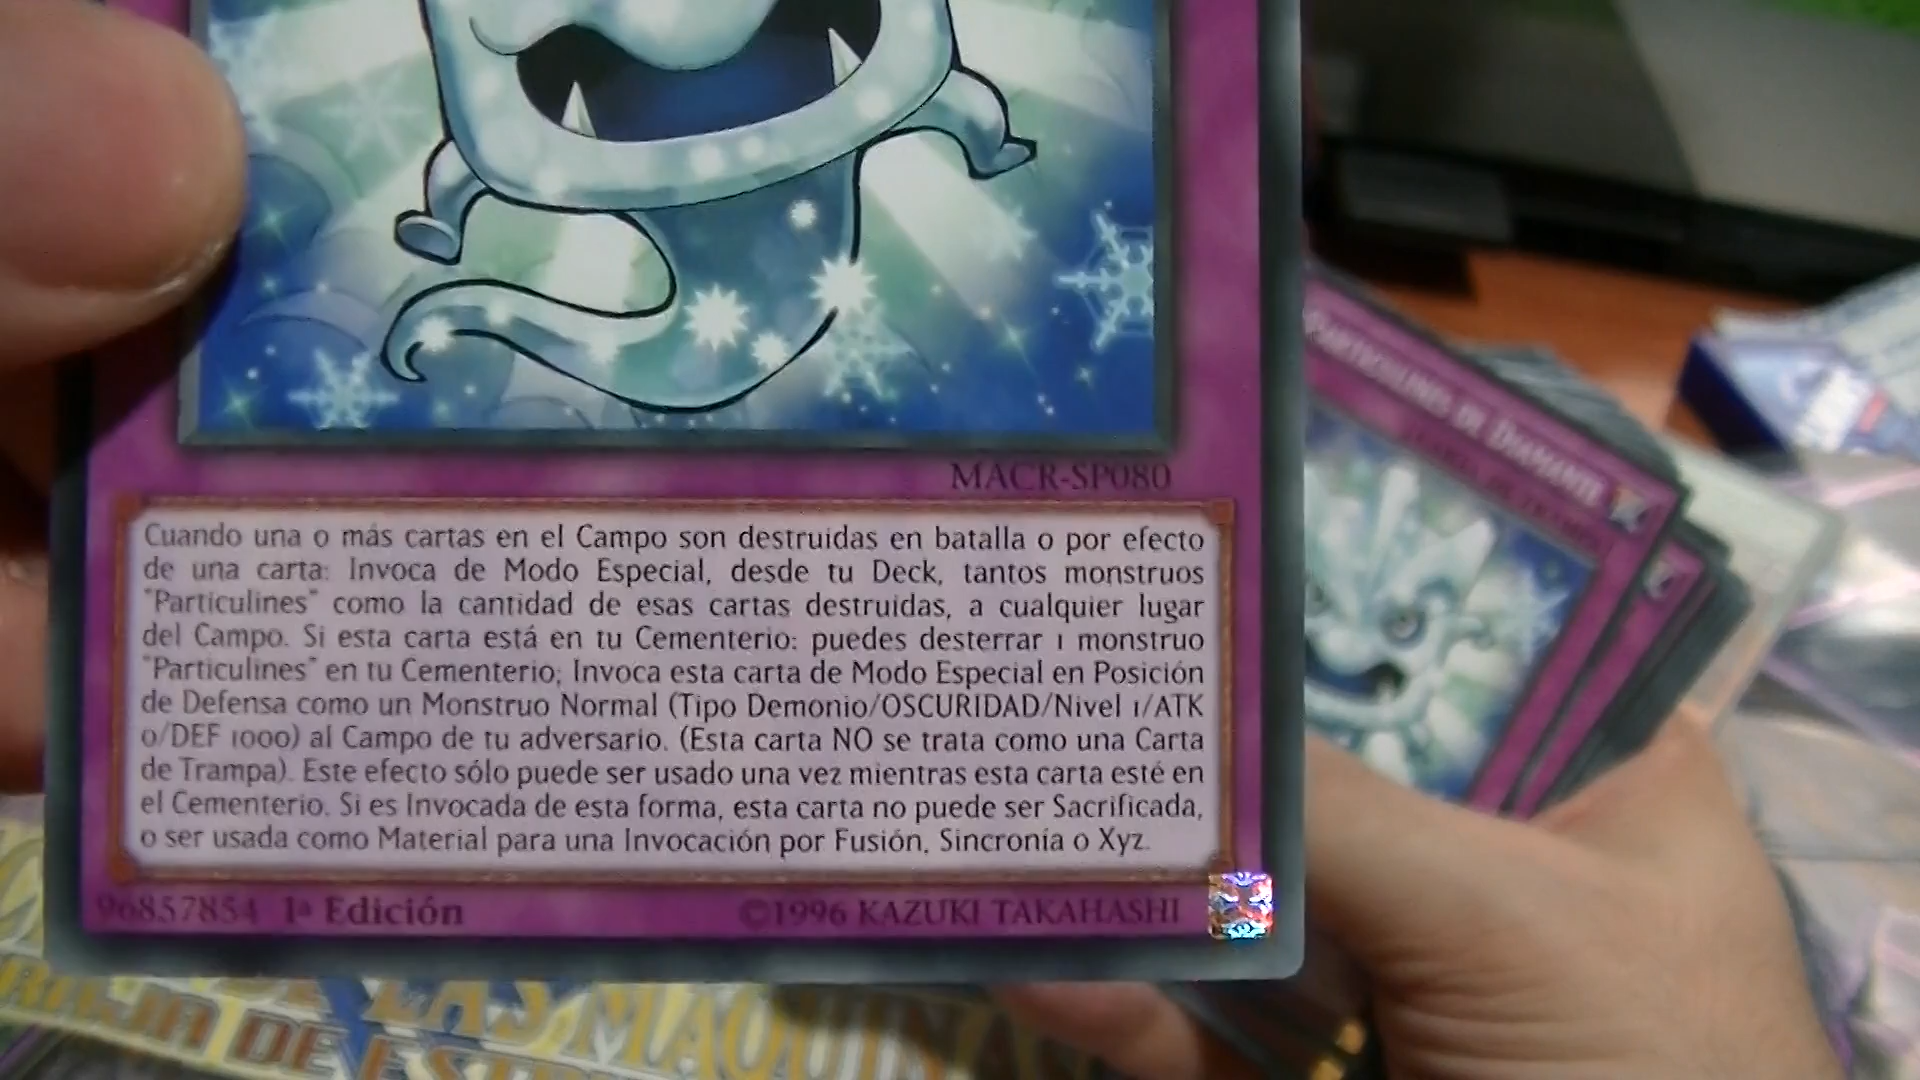 MACR-SP080
Cuando una o más cartas en el Campo son destruidas en batalla o por efecto
de una carta: Invoca de Modo Especial, desde tu Deck, tantos monstruos
"Particulines" como la cantidad de esas cartas destruidas, a cualquier lugar
del Campo. Si esta carta está en tu Cementerio: puedes desterrar 1 monstruo
"Particulines" en tu Cementerio; Invoca esta carta de Modo Especial en Posición
de Defensa como un Monstruo Normal (Tipo Demonio/OSCURIDAD/Nivel 1/ATK
0/DEF 1000) al Campo de tu adversario. (Esta carta NO se trata como una Carta
de Trampa). Este efecto sólo puede ser usado una vez mientras esta carta esté en
el Cementerio. Si es Invocada de esta forma, esta carta no puede ser Sacrificada,
o ser usada como Material para una Invocación por Fusión, Sincronía o Xyz.
96857854 1ª Edición
©1996 KAZUKI TAKAHASHI
PARTICULINES DE DIAMANTE
DE LAS
DE